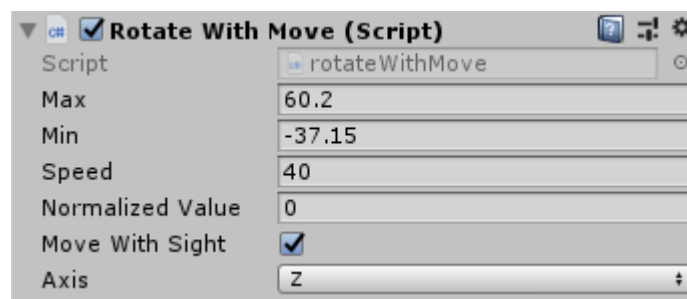 Rotate With Move (Script)
Script rotateWithMove
Max 60.2
Min -37.15
Speed 40
Normalized Value 0
Move With Sight
Axis Z